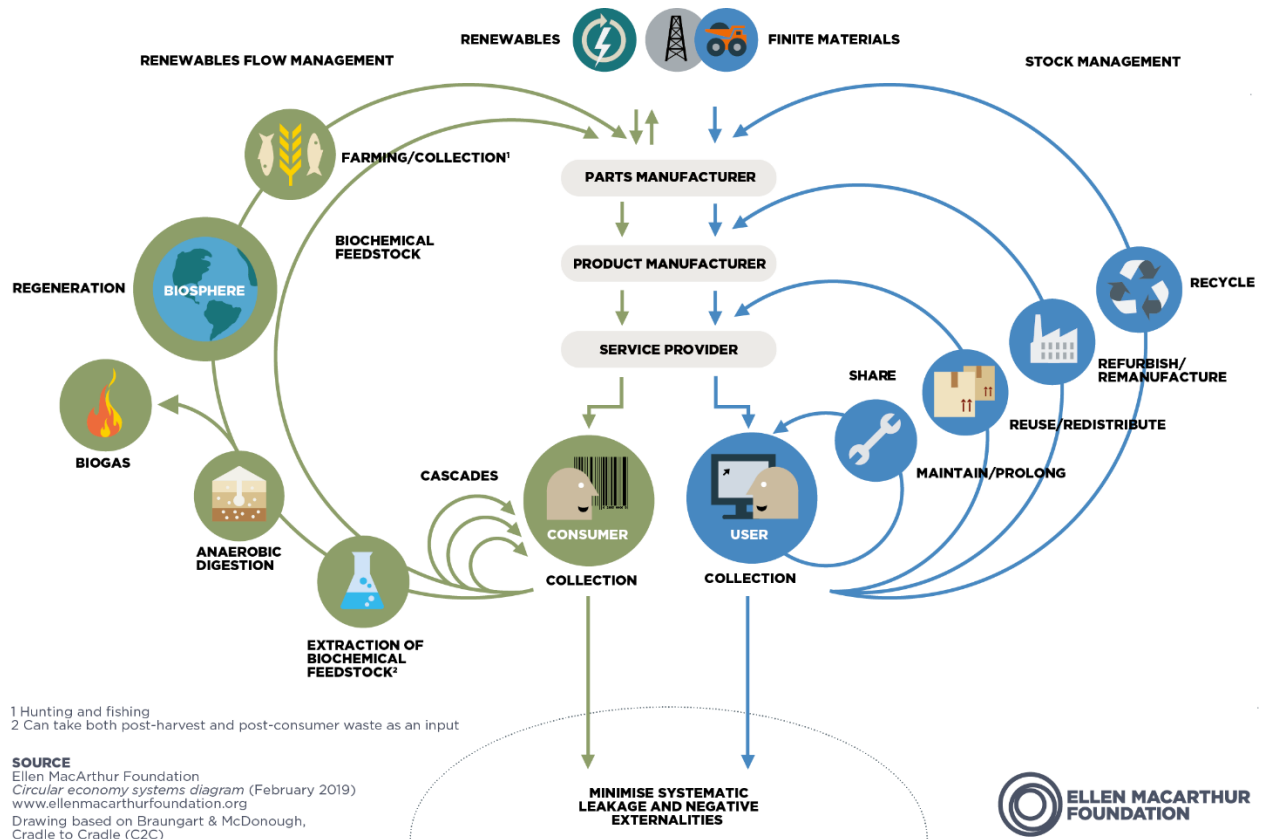 RENEWABLES
FINITE MATERIALS
RENEWABLES FLOW MANAGEMENT
STOCK MANAGEMENT
FARMING/COLLECTION¹
PARTS MANUFACTURER
BIOCHEMICAL
FEEDSTOCK
PRODUCT MANUFACTURER
REGENERATION
BIOSPHERE
RECYCLE
SERVICE PROVIDER
SHARE
REFURBISH/
REMANUFACTURE
REUSE/REDISTRIBUTE
BIOGAS
CASCADES
MAINTAIN/PROLONG
CONSUMER
USER
ANAEROBIC
DIGESTION
COLLECTION
COLLECTION
EXTRACTION OF
BIOCHEMICAL
FEEDSTOCK²
1 Hunting and fishing
2 Can take both post-harvest and post-consumer waste as an input
SOURCE
Ellen MacArthur Foundation
Circular economy systems diagram (February 2019)
www.ellenmacarthurfoundation.org
Drawing based on Braungart & McDonough,
Cradle to Cradle (C2C)
MINIMISE SYSTEMATIC
LEAKAGE AND NEGATIVE
EXTERNALITIES
ELLEN MACARTHUR
FOUNDATION